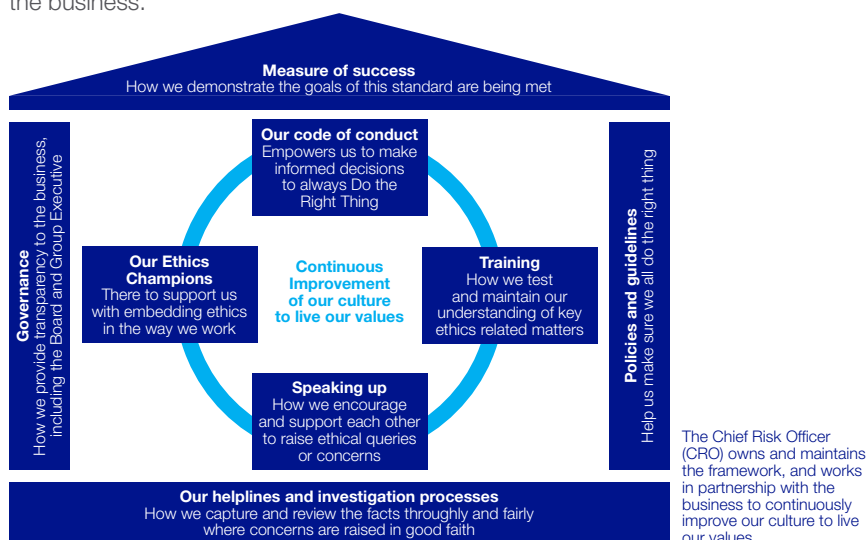 the business.
Measure of success
How we demonstrate the goals of this standard are being met
Governance
How we provide transparency to the business,
including the Board and Group Executive
Our code of conduct
Empowers us to make
informed decisions
to always Do the
Right Thing
Our Ethics
Champions
There to support us
with embedding ethics
in the way we work
Continuous
Improvement
of our culture
to live our values
Training
How we test
and maintain our
understanding of key
ethics related matters
Speaking up
How we encourage
and support each other
to raise ethical queries
or concerns
Policies and guidelines
Help us make sure we all do the right thing
Our helplines and investigation processes
How we capture and review the facts throughly and fairly
where concerns are raised in good faith
The Chief Risk Officer
(CRO) owns and maintains
the framework, and works
in partnership with the
business to continuously
improve our culture to live
our values